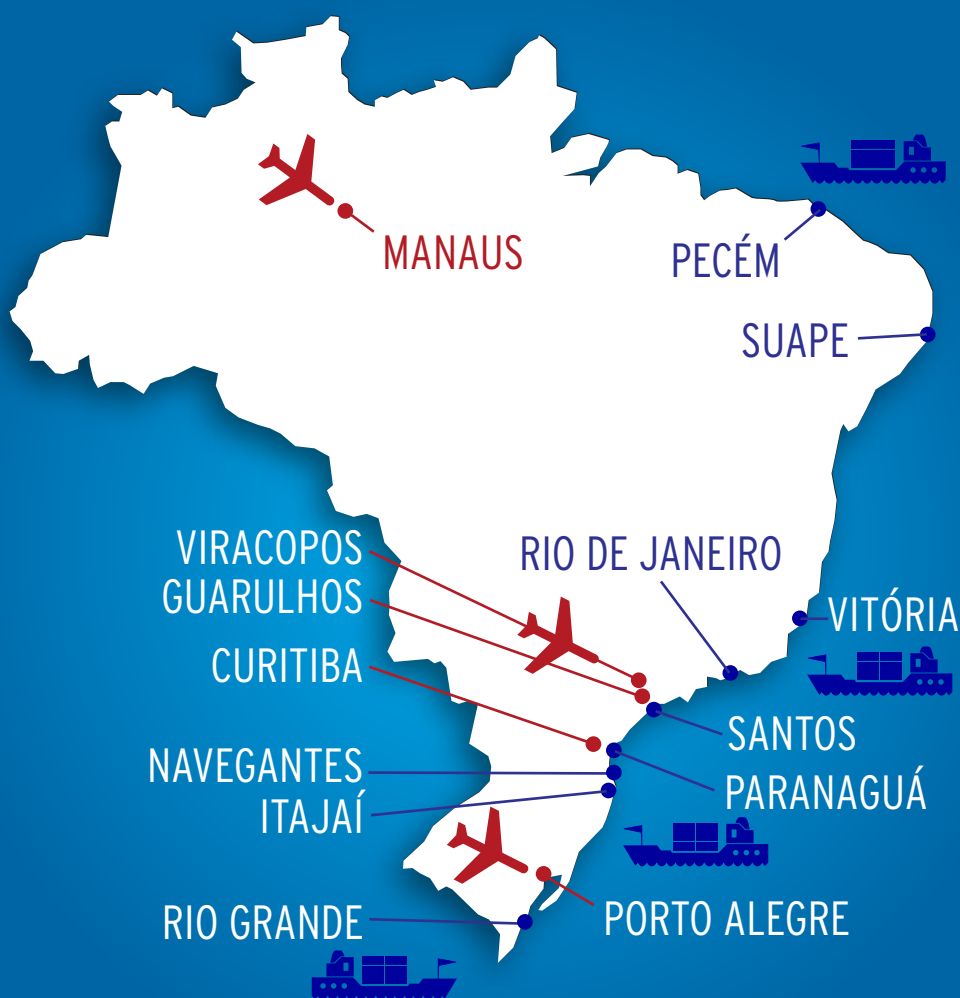 MANAUS
PECÉM
SUAPE
VIRACOPOS
RIO DE JANEIRO
GUARULHOS
VITÓRIA
CURITIBA
SANTOS
NAVEGANTES
PARANAGUÁ
ITAJAÍ
RIO GRANDE
PORTO ALEGRE